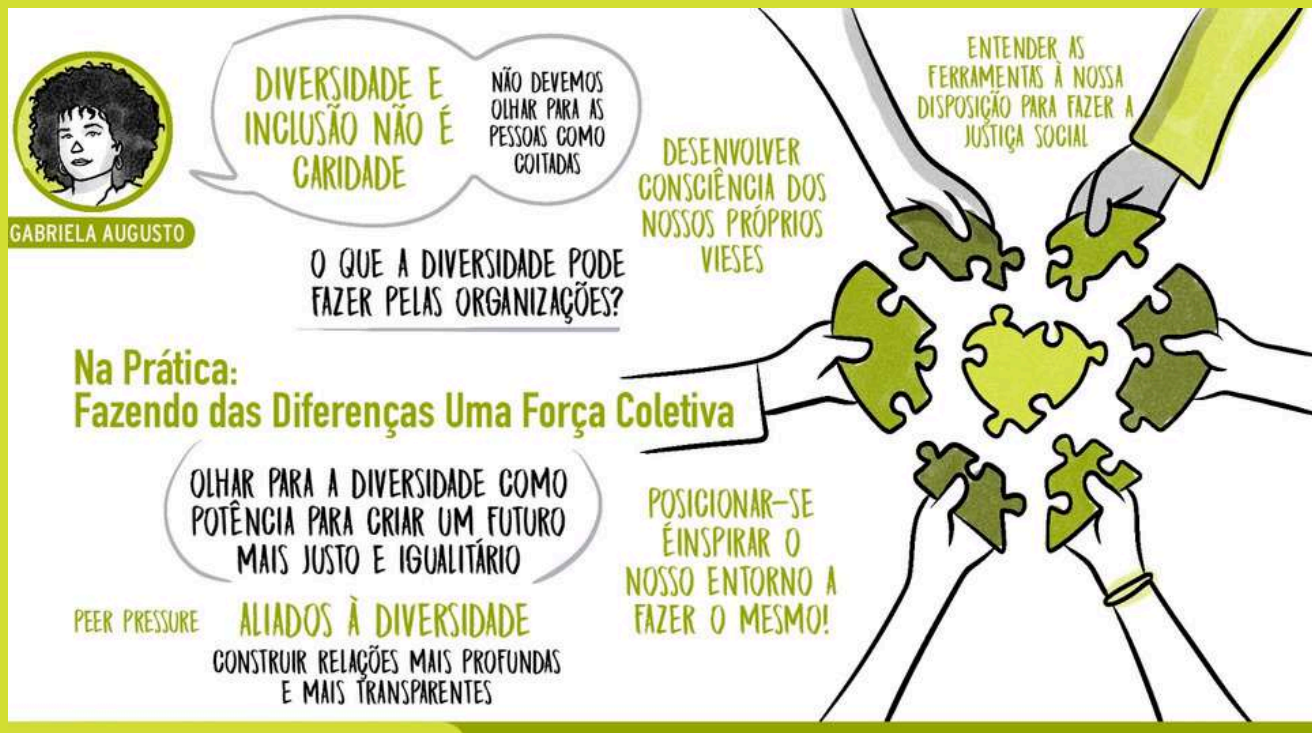 GABRIELA AUGUSTO
DIVERSIDADE E
INCLUSÃO NÃO É
CARIDADE
NÃO DEVEMOS
OLHAR PARA AS
PESSOAS COMO
COITADAS
ENTENDER AS
FERRAMENTAS À NOSSA
DISPOSIÇÃO PARA FAZER A
JUSTIÇA SOCIAL
DESENVOLVER
CONSCIÊNCIA DOS
NOSSOS PRÓPRIOS
VIESES
O QUE A DIVERSIDADE PODE
FAZER PELAS ORGANIZAÇÕES?
Na Prática:
Fazendo das Diferenças Uma Força Coletiva
OLHAR PARA A DIVERSIDADE COMO
POTÊNCIA PARA CRIAR UM FUTURO
MAIS JUSTO E IGUALITÁRIO
POSICIONAR-SE
ÉINSPIRAR O
NOSSO ENTORNO A
FAZER O MESMO!
PEER PRESSURE
ALIADOS À DIVERSIDADE
CONSTRUIR RELAÇÕES MAIS PROFUNDAS
E MAIS TRANSPARENTES